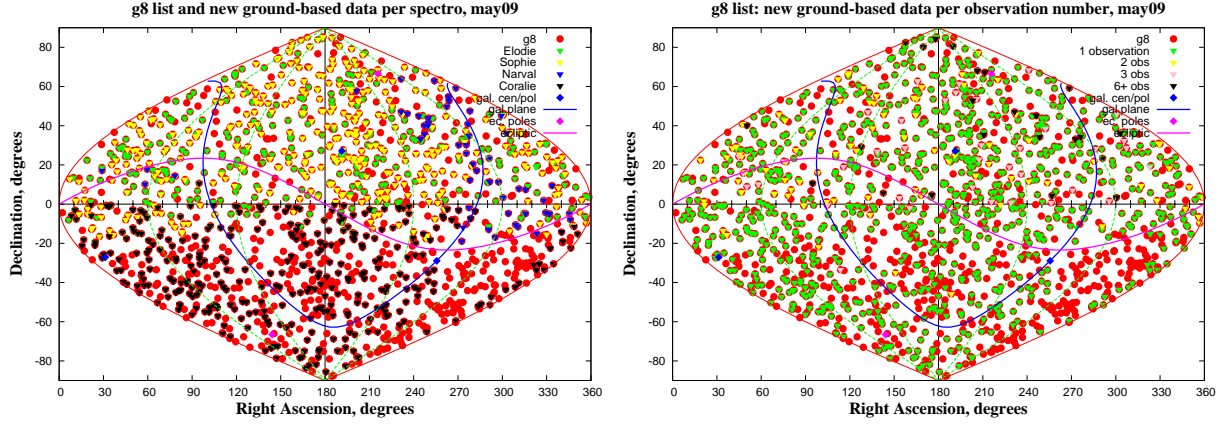 g8 list and new ground-based data per spectro, may09
g8
Elodie
Sophie
Narval
Coralie
gal. cen/pol
gal.plane
ec. poles
ecliptic
80
60
40
20
0
-20
-40
-60
-80
Declination, degrees
0 30 60 90 120 150 180 210 240 270 300 330 360
Right Ascension, degrees
g8 list: new ground-based data per observation number, may09
g8
1 observation
2 obs
3 obs
6+ obs
gal. cen/pol
gal.plane
ec. poles
ecliptic
80
60
40
20
0
-20
-40
-60
-80
Declination, degrees
0 30 60 90 120 150 180 210 240 270 300 330 360
Right Ascension, degrees